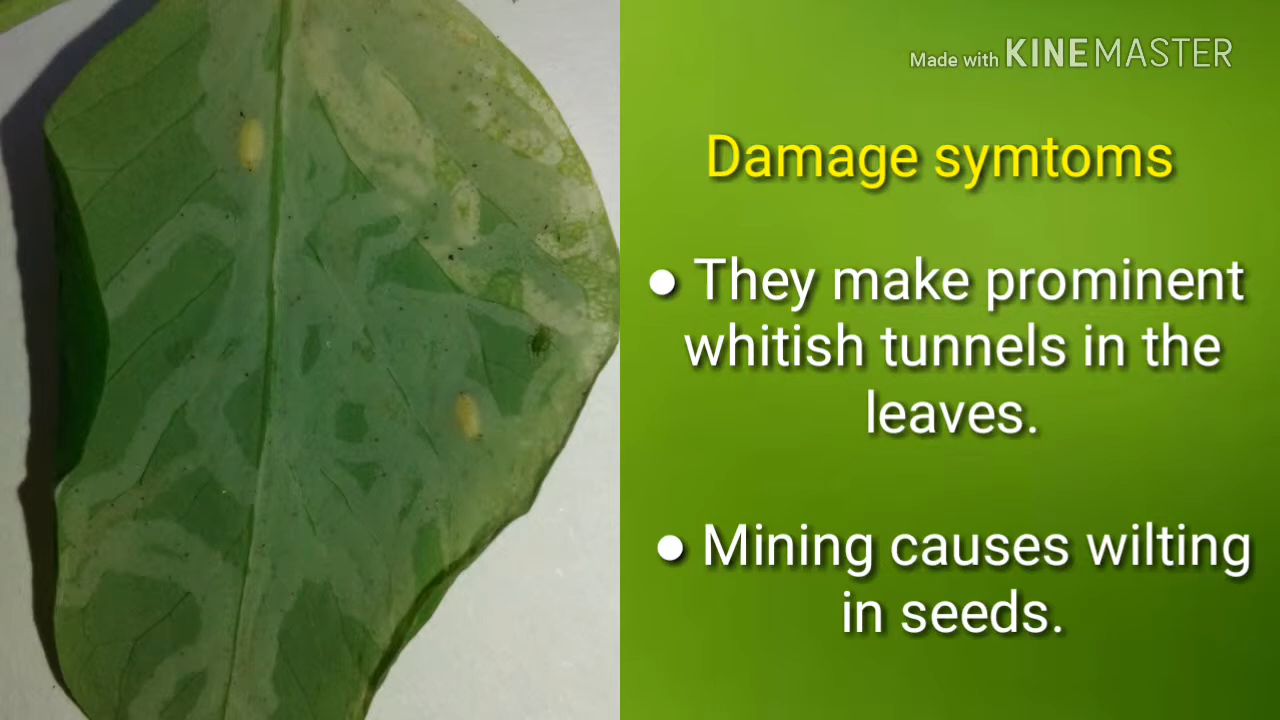 Made with KINEMASTER
Damage symtoms
● They make prominent
whitish tunnels in the
leaves.
● Mining causes wilting
in seeds.